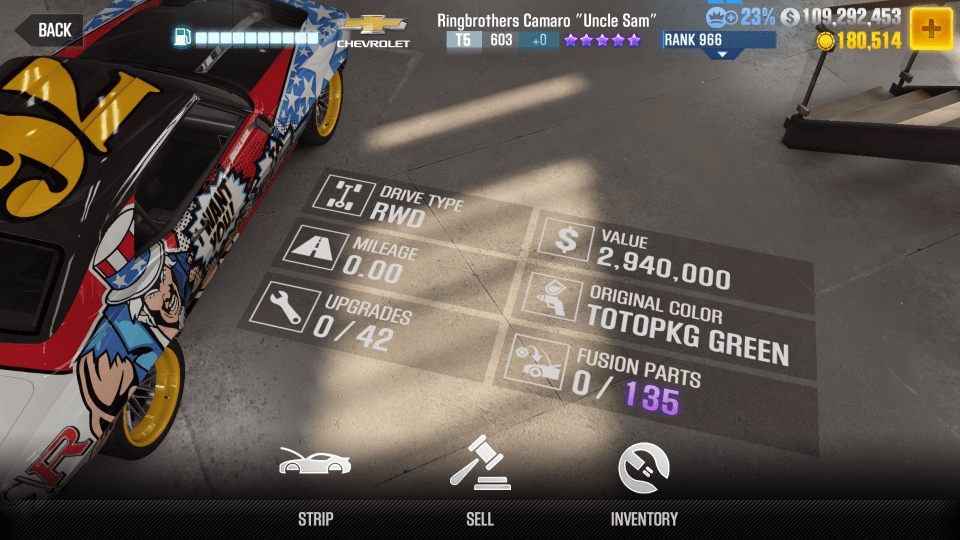 BACK
CHEVROLET
Ringbrothers Camaro "Uncle Sam"
T5 603 +0
RANK 966
23% $ 109,292,453
180,514
I WANT YOU!
DRIVE TYPE
RWD
MILEAGE
0.00
UPGRADES
0 / 42
$ VALUE
2,940,000
ORIGINAL COLOR
TOTOPKG GREEN
FUSION PARTS
0 / 135
STRIP
SELL
INVENTORY